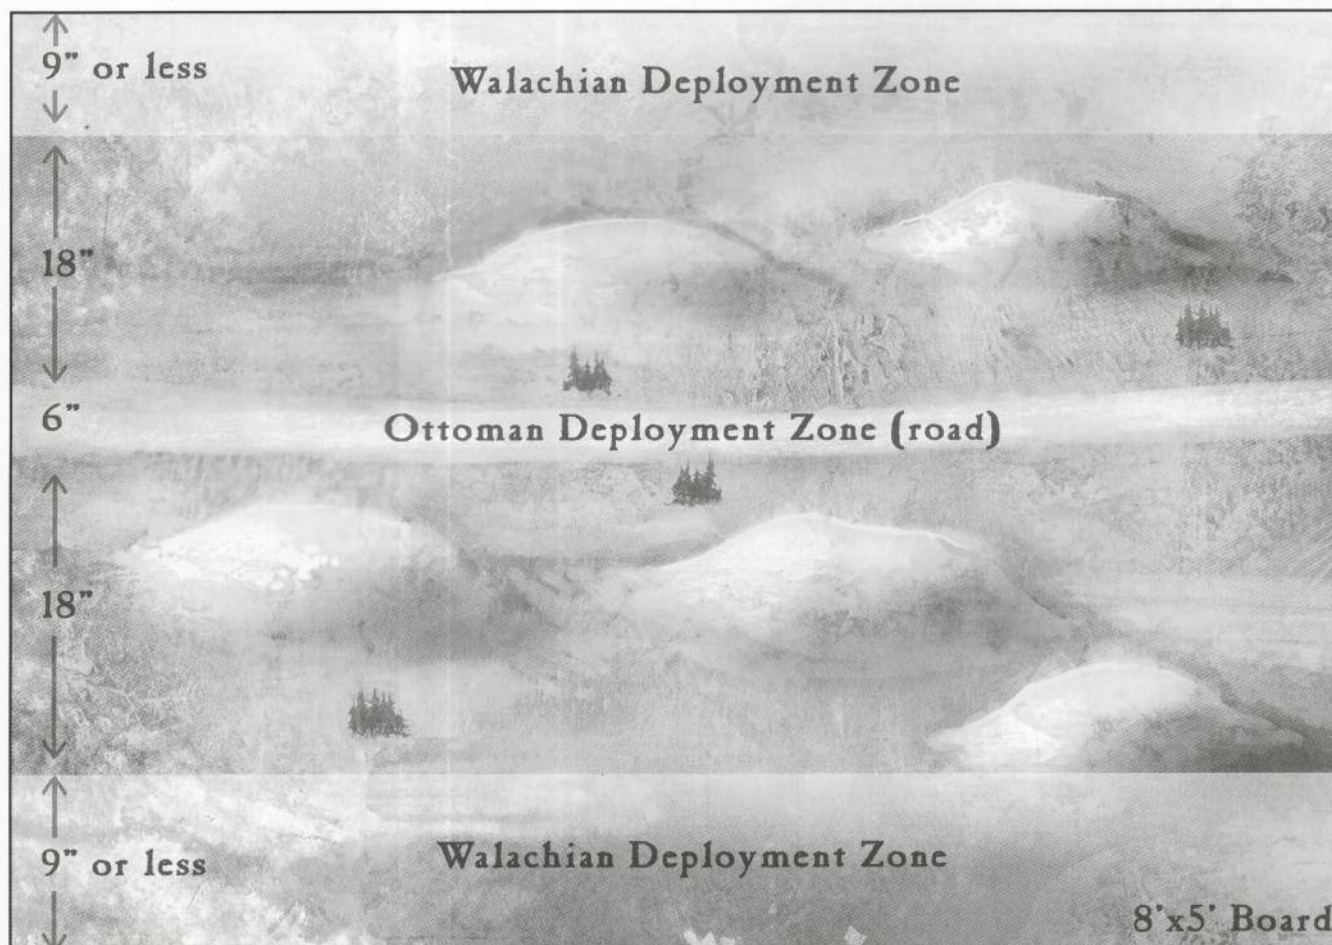 9" or less
Walachian Deployment Zone
18"
6"
Ottoman Deployment Zone (road)
18"
9" or less
Walachian Deployment Zone
8'x5' Board